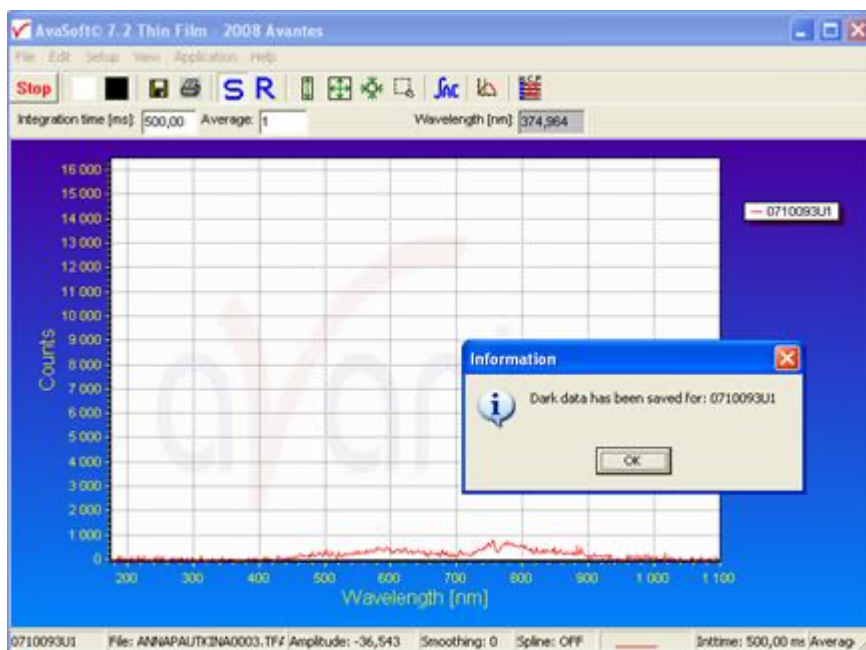 AvaSoft© 7.2 Thin Film - 2008 Avantes
File Edit Setup View Application Help
Stop S R
Integration time [ms]: 500,00 Average: 1 Wavelength [nm]: 374,964
16 000
15 000
14 000
13 000
12 000
11 000
10 000
9 000
8 000
7 000
6 000
5 000
4 000
3 000
2 000
1 000
0
Counts
0710093U1
Information
Dark data has been saved for: 0710093U1
OK
200 300 400 500 600 700 800 900 1 000 1 100
Wavelength [nm]
0710093U1 File: ANNAPAUTKINA0003.TFA Amplitude: -36,543 Smoothing: 0 Spline: OFF Inttime: 500,00 ms Averag